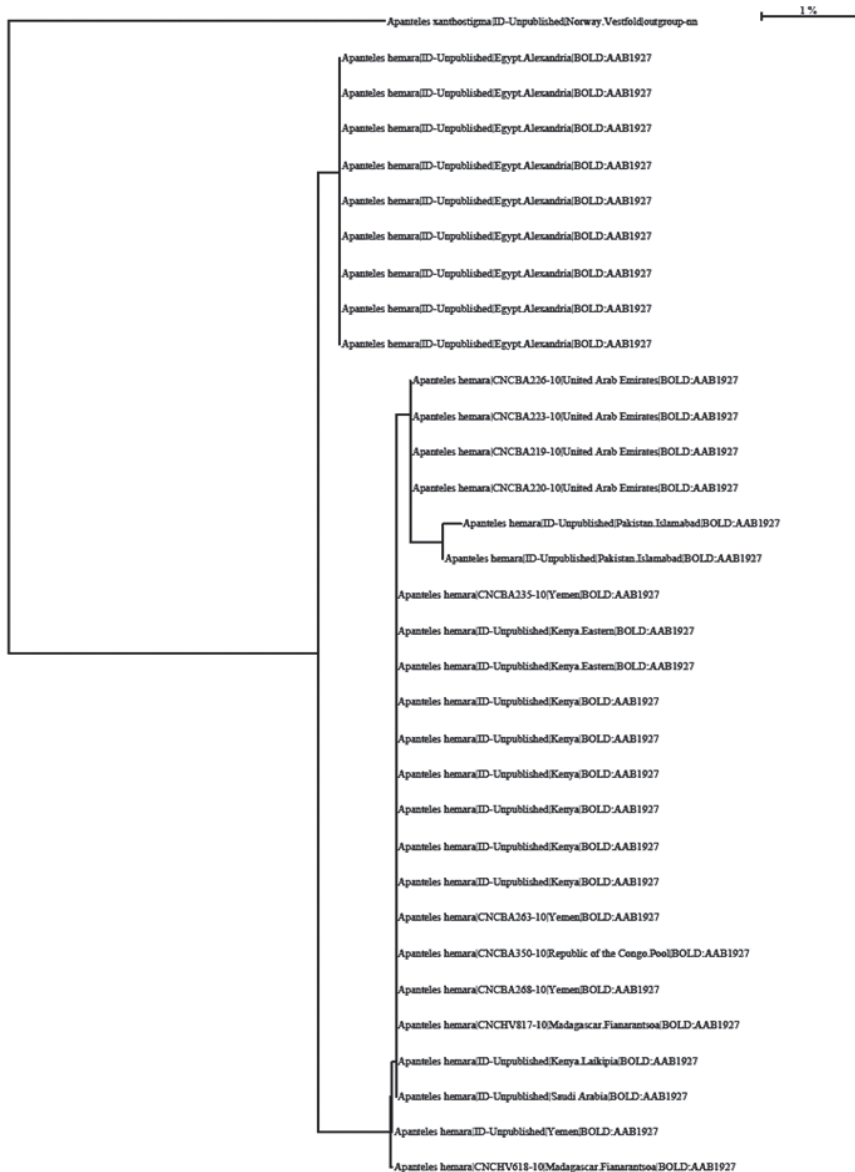 1%
Apanteles xanthostigma|ID-Unpublished|Norway.Vestfold|outgroup-nn
Apanteles hemara|ID-Unpublished|Egypt.Alexandria|BOLD:AAB1927
Apanteles hemara|ID-Unpublished|Egypt.Alexandria|BOLD:AAB1927
Apanteles hemara|ID-Unpublished|Egypt.Alexandria|BOLD:AAB1927
Apanteles hemara|ID-Unpublished|Egypt.Alexandria|BOLD:AAB1927
Apanteles hemara|ID-Unpublished|Egypt.Alexandria|BOLD:AAB1927
Apanteles hemara|ID-Unpublished|Egypt.Alexandria|BOLD:AAB1927
Apanteles hemara|ID-Unpublished|Egypt.Alexandria|BOLD:AAB1927
Apanteles hemara|ID-Unpublished|Egypt.Alexandria|BOLD:AAB1927
Apanteles hemara|ID-Unpublished|Egypt.Alexandria|BOLD:AAB1927
Apanteles hemara|CNCBA226-10|United Arab Emirates|BOLD:AAB1927
Apanteles hemara|CNCBA223-10|United Arab Emirates|BOLD:AAB1927
Apanteles hemara|CNCBA219-10|United Arab Emirates|BOLD:AAB1927
Apanteles hemara|CNCBA220-10|United Arab Emirates|BOLD:AAB1927
Apanteles hemara|ID-Unpublished|Pakistan.Islamabad|BOLD:AAB1927
Apanteles hemara|ID-Unpublished|Pakistan.Islamabad|BOLD:AAB1927
Apanteles hemara|CNCBA235-10|Yemen|BOLD:AAB1927
Apanteles hemara|ID-Unpublished|Kenya.Eastern|BOLD:AAB1927
Apanteles hemara|ID-Unpublished|Kenya.Eastern|BOLD:AAB1927
Apanteles hemara|ID-Unpublished|Kenya|BOLD:AAB1927
Apanteles hemara|ID-Unpublished|Kenya|BOLD:AAB1927
Apanteles hemara|ID-Unpublished|Kenya|BOLD:AAB1927
Apanteles hemara|ID-Unpublished|Kenya|BOLD:AAB1927
Apanteles hemara|ID-Unpublished|Kenya|BOLD:AAB1927
Apanteles hemara|ID-Unpublished|Kenya|BOLD:AAB1927
Apanteles hemara|CNCBA263-10|Yemen|BOLD:AAB1927
Apanteles hemara|CNCBA350-10|Republic of the Congo.Pool|BOLD:AAB1927
Apanteles hemara|CNCBA268-10|Yemen|BOLD:AAB1927
Apanteles hemara|CNCHV817-10|Madagascar.Fianarantsoa|BOLD:AAB1927
Apanteles hemara|ID-Unpublished|Kenya.Laikipia|BOLD:AAB1927
Apanteles hemara|ID-Unpublished|Saudi Arabia|BOLD:AAB1927
Apanteles hemara|ID-Unpublished|Yemen|BOLD:AAB1927
Apanteles hemara|CNCHV618-10|Madagascar.Fianarantsoa|BOLD:AAB1927